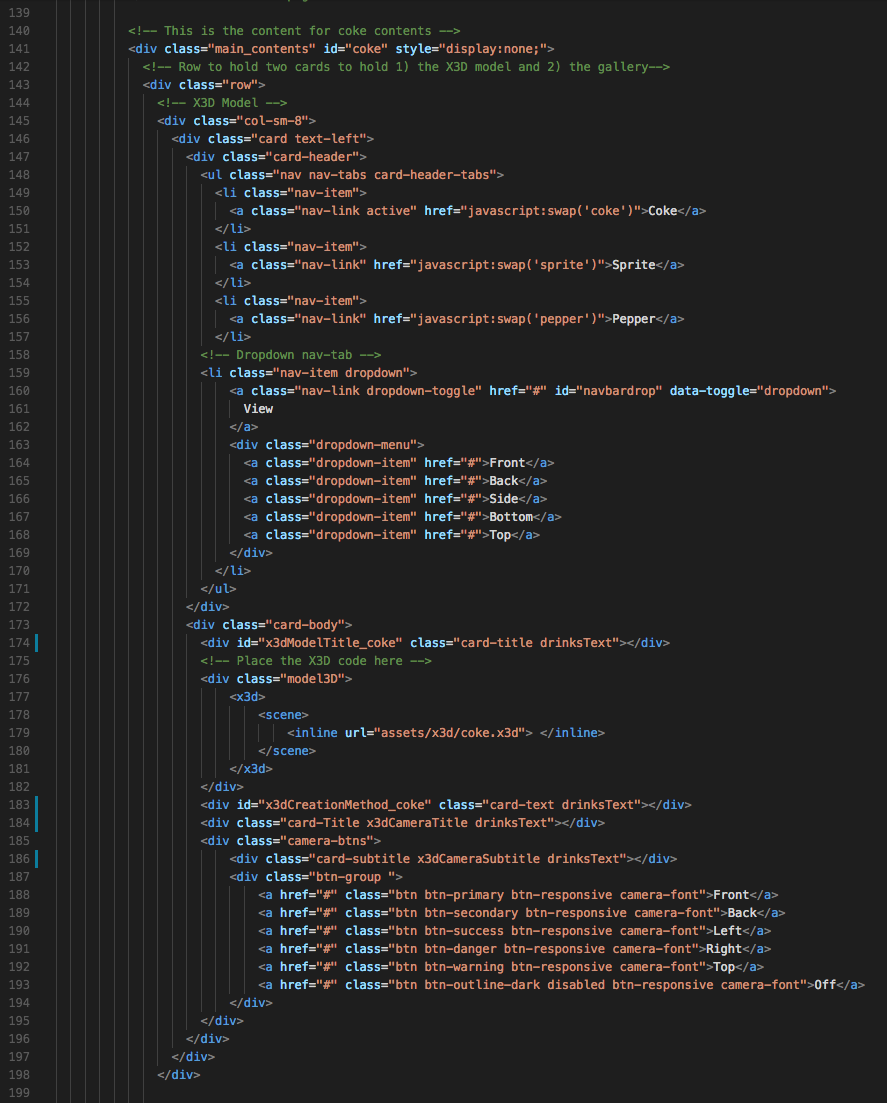 139
140 <!-- This is the content for coke contents -->
141 <div class="main_contents" id="coke" style="display:none;">
142 <!-- Row to hold two cards to hold 1) the X3D model and 2) the gallery-->
143 <div class="row">
144 <!-- X3D Model -->
145 <div class="col-sm-8">
146 <div class="card text-left">
147 <div class="card-header">
148 <ul class="nav nav-tabs card-header-tabs">
149 <li class="nav-item">
150 <a class="nav-link active" href="javascript:swap('coke')">Coke</a>
151 </li>
152 <li class="nav-item">
153 <a class="nav-link" href="javascript:swap('sprite')">Sprite</a>
154 </li>
155 <li class="nav-item">
156 <a class="nav-link" href="javascript:swap('pepper')">Pepper</a>
157 </li>
158 <!-- Dropdown nav-tab -->
159 <li class="nav-item dropdown">
160 <a class="nav-link dropdown-toggle" href="#" id="navbardrop" data-toggle="dropdown">
161 View
162 </a>
163 <div class="dropdown-menu">
164 <a class="dropdown-item" href="#">Front</a>
165 <a class="dropdown-item" href="#">Back</a>
166 <a class="dropdown-item" href="#">Side</a>
167 <a class="dropdown-item" href="#">Bottom</a>
168 <a class="dropdown-item" href="#">Top</a>
169 </div>
170 </li>
171 </ul>
172 </div>
173 <div class="card-body">
174 <div id="x3dModelTitle_coke" class="card-title drinksText"></div>
175 <!-- Place the X3D code here -->
176 <div class="model3D">
177 <x3d>
178 <scene>
179 <inline url="assets/x3d/coke.x3d"> </inline>
180 </scene>
181 </x3d>
182 </div>
183 <div id="x3dCreationMethod_coke" class="card-text drinksText"></div>
184 <div class="card-Title x3dCameraTitle drinksText"></div>
185 <div class="camera-btns">
186 <div class="card-subtitle x3dCameraSubtitle drinksText"></div>
187 <div class="btn-group ">
188 <a href="#" class="btn btn-primary btn-responsive camera-font">Front</a>
189 <a href="#" class="btn btn-secondary btn-responsive camera-font">Back</a>
190 <a href="#" class="btn btn-success btn-responsive camera-font">Left</a>
191 <a href="#" class="btn btn-danger btn-responsive camera-font">Right</a>
192 <a href="#" class="btn btn-warning btn-responsive camera-font">Top</a>
193 <a href="#" class="btn btn-outline-dark disabled btn-responsive camera-font">Off</a>
194 </div>
195 </div>
196 </div>
197 </div>
198 </div>
199